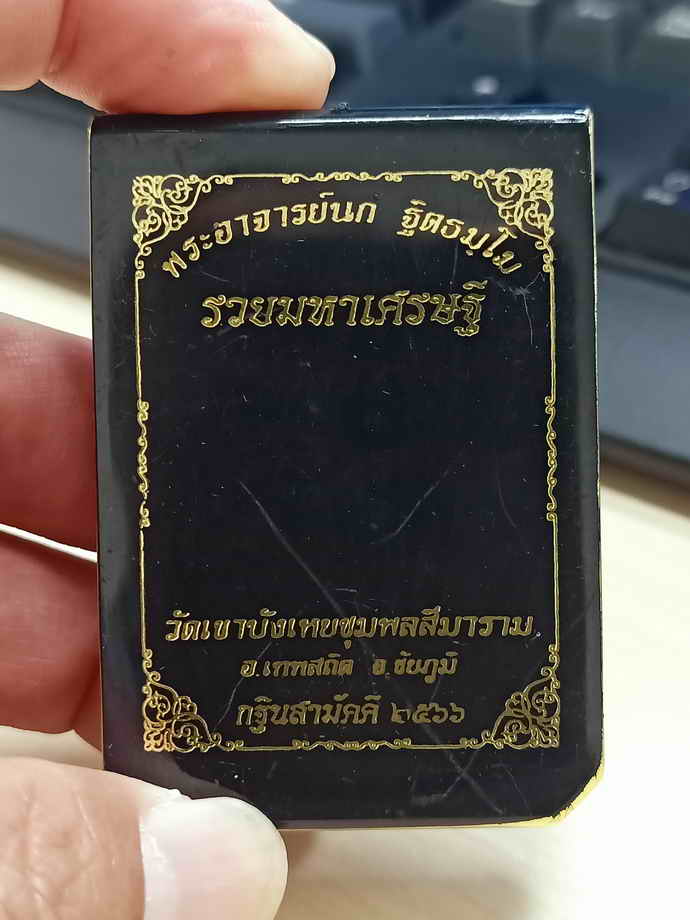 พระอาจารย์นก ฐิตธมฺโม
รวยมหาเศรษฐี
วัดเขาบังเหยชุมพลสีมาราม
อ.เทพสถิต จ.ชัยภูมิ
กฐินสามัคคี ๒๕๖๖